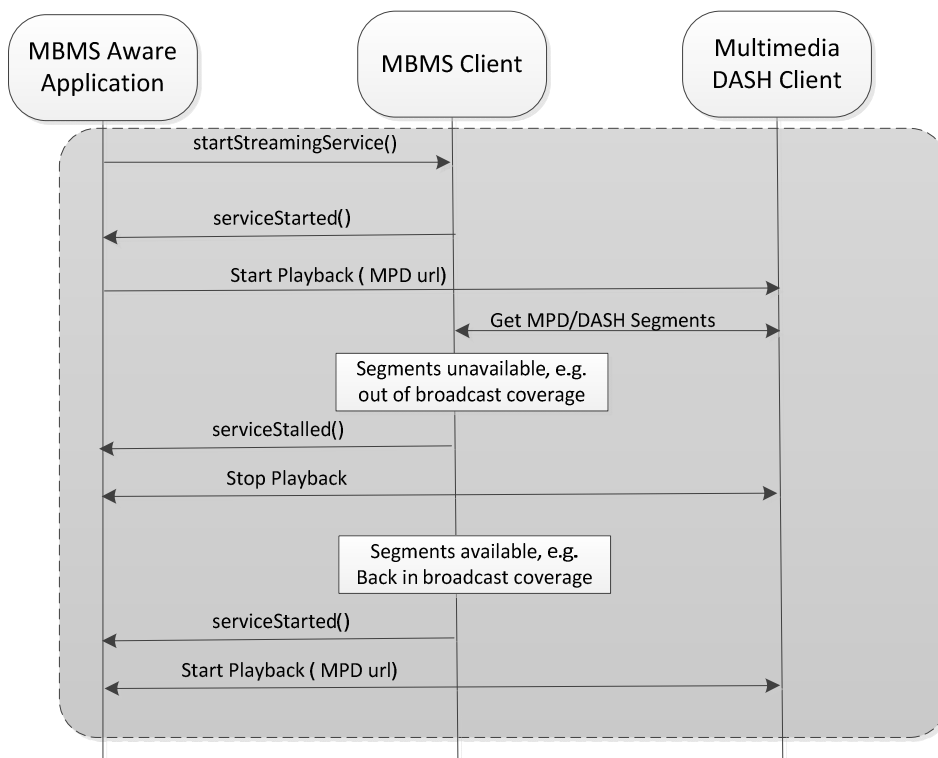 MBMS Aware
Application
MBMS Client
Multimedia
DASH Client
startStreamingService()
serviceStarted()
Start Playback ( MPD url)
Get MPD/DASH Segments
Segments unavailable, e.g.
out of broadcast coverage
serviceStalled()
Stop Playback
Segments available, e.g.
Back in broadcast coverage
serviceStarted()
Start Playback ( MPD url)